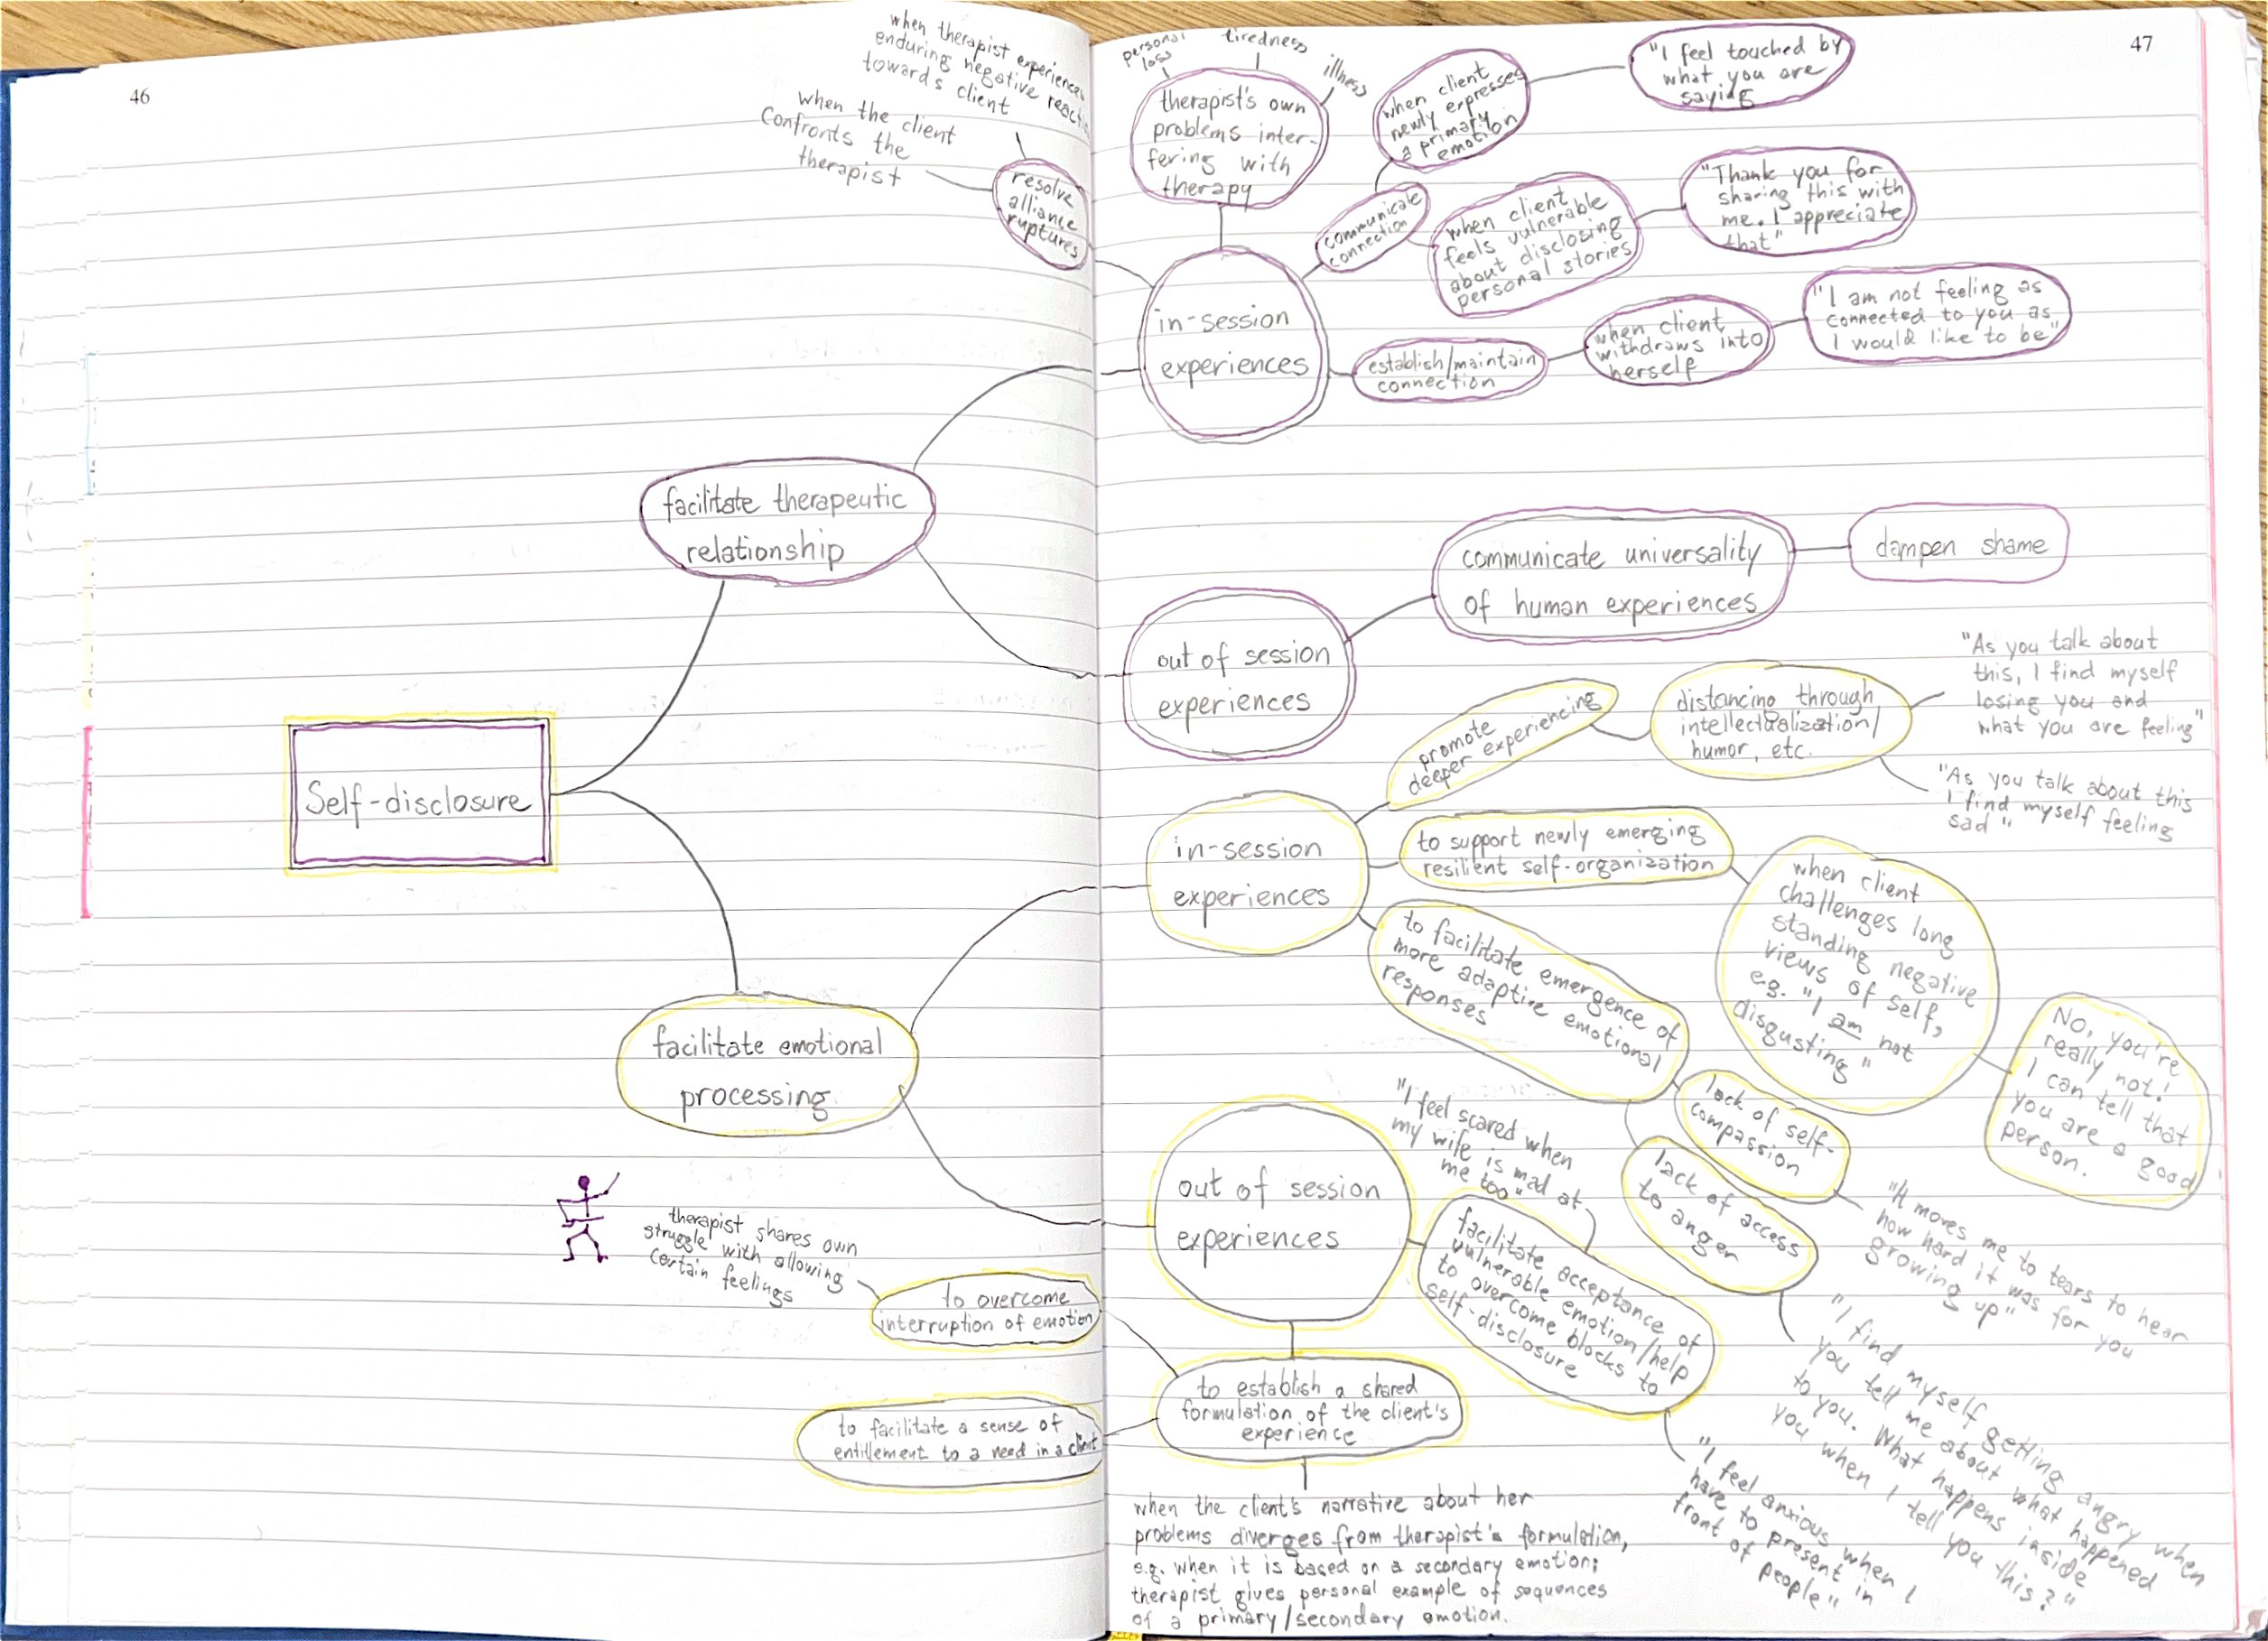 46
when therapist experiences
enduring negative reacti
towards client
when the client
Confronts the
therapist
resolve
alliance
ruptures
facilitate therapeutic
relationship
Self-disclosure
facilitate emotional
processing
therapist shares own
struggle with allowing
certain feelings
to overcome
interruption of emotion
to facilitate a sense of
entitlement to a need in a client
47
personal
loss
tiredness
illness
therapist's own
problems inter-
fering with
therapy
in-session
experiences
communicate
connection
when client
newly expresses
a primary
emotion
"I feel touched by
what you are
saying
when client
feels vulnerable
about disclosing
personal stories
"Thank you for
sharing this with
me. I appreciate
that"
establish/maintain
connection
when client
withdraws into
herself
"I am not feeling as
connected to you as
I would like to be"
out of session
experiences
communicate universality
of human experiences
dampen shame
in-session
experiences
promote
deeper experiencing
distancing through
intellectualization/
humor, etc.
"As you talk about
this, I find myself
losing you and
what you are feeling"
"As you talk about this
I find myself feeling
sad"
to support newly emerging
resilient self-organization
when client
challenges long
standing negative
views of self,
e.g. "I am not
disgusting"
NO, you're
really not!
I can tell that
you are a good
person.
to facilitate emergence of
more adaptive emotional
responses
lack of self-
compassion
"It moves me to tears to hear
how hard it was for you
growing up"
lack of access
to anger
"I find myself getting angry when
you tell me about what happened
to you. What happens inside
you when I tell you this?"
out of session
experiences
"I feel scared when
my wife is mad at
me too"
facilitate acceptance of
vulnerable emotion/help
to overcome blocks to
self-disclosure
"I feel anxious when I
have to present in
front of people"
to establish a shared
formulation of the client's
experience
when the client's narrative about her
problems diverges from therapist's formulation,
e.g. when it is based on a secondary emotion;
therapist gives personal example of sequences
of a primary/secondary emotion.